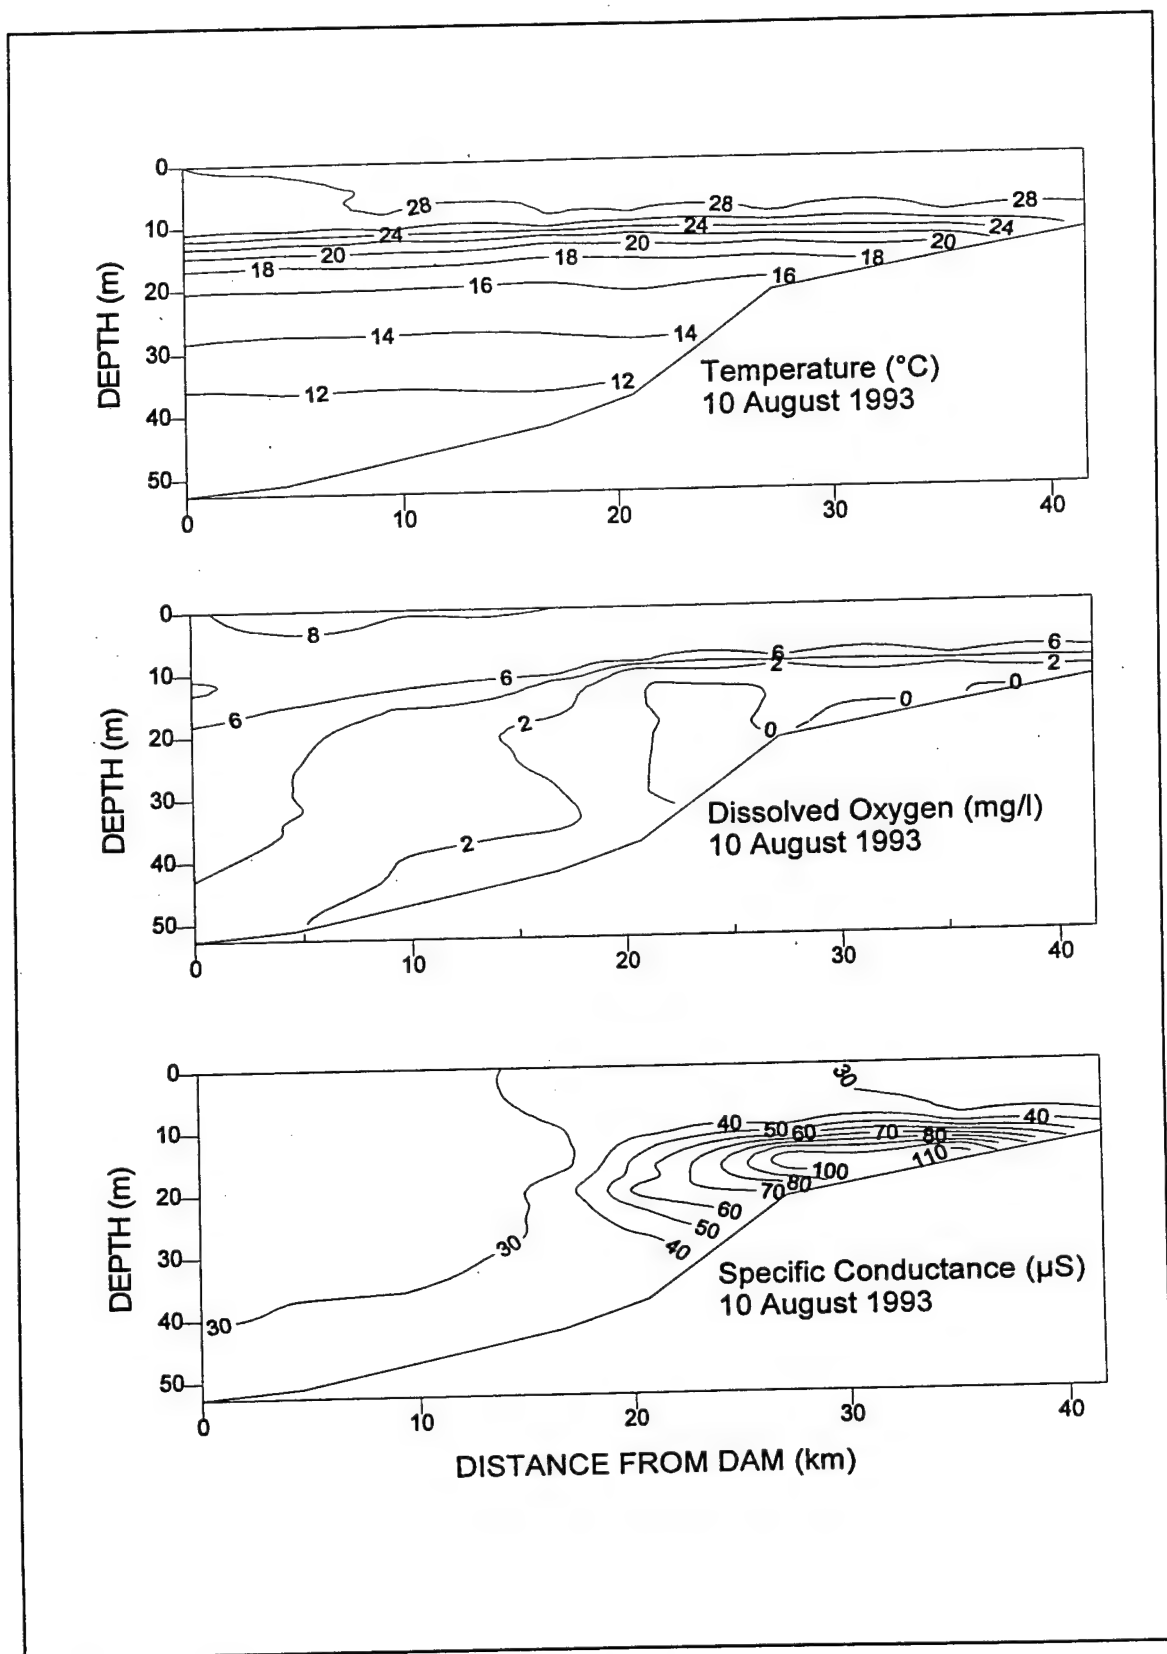 0
10
20
30
40
50
DEPTH (m)
28 28 28
24 24 24
20 20 20
18 18 18
16 16
14 14
12 12
Temperature (°C)
10 August 1993
0 10 20 30 40
0
10
20
30
40
50
DEPTH (m)
8
6 6 6 6
2 2 2 2
0 0 0
Dissolved Oxygen (mg/l)
10 August 1993
0 10 20 30 40
0
10
20
30
40
50
DEPTH (m)
30
40 50 60 70 80 40
100 110
70 80
60
50
40
30
30
Specific Conductance (µS)
10 August 1993
0 10 20 30 40
DISTANCE FROM DAM (km)